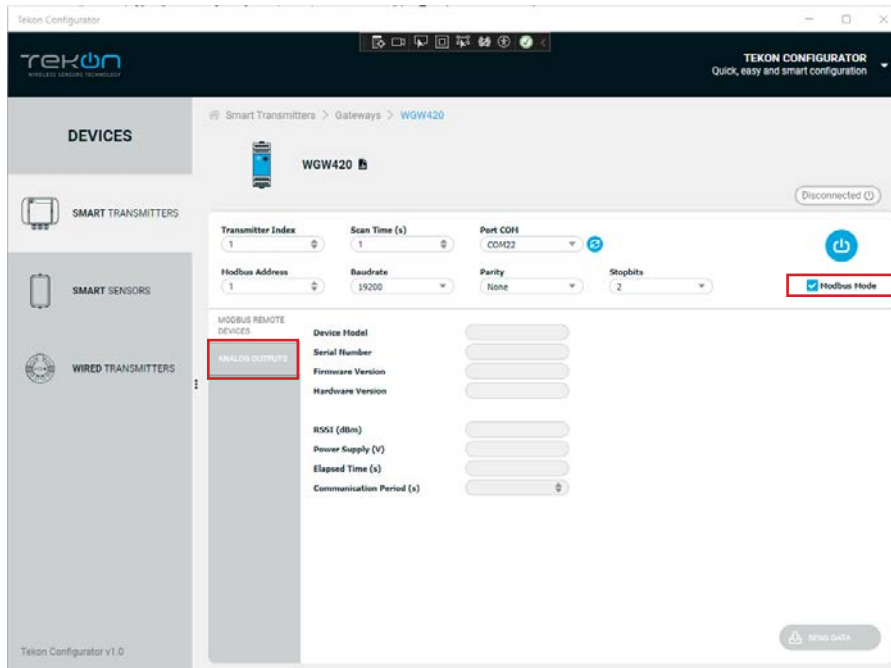 Tekon Configurator
TEKON
WIRELESS SENSORS TECHNOLOGY
TEKON CONFIGURATOR
Quick, easy and smart configuration
DEVICES
SMART TRANSMITTERS
SMART SENSORS
WIRED TRANSMITTERS
Tekon Configurator v1.0
Smart Transmitters > Gateways > WGW420
WGW420
Disconnected
Transmitter Index Scan Time (s) Port COM
1 1 COM22
Modbus Address Baudrate Parity Stopbits
1 19200 None 2
Modbus Mode
MODBUS REMOTE
DEVICES
ANALOG OUTPUTS
Device Model
Serial Number
Firmware Version
Hardware Version
RSSI (dBm)
Power Supply (V)
Elapsed Time (s)
Communication Period (s)
SEND DATA